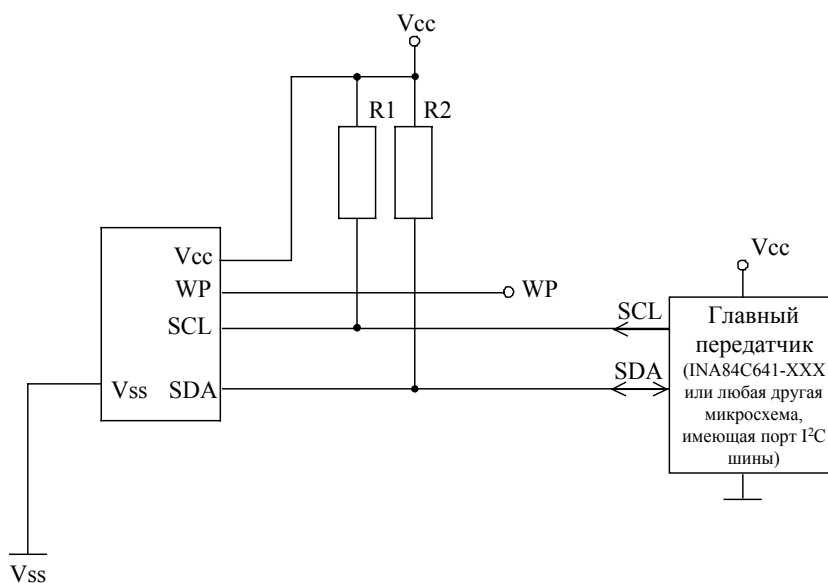 Vcc
R1
R2
Vcc
WP
SCL
SDA
Vss
Vss
WP
SCL
SDA
Vcc
Главный
передатчик
(INA84C641-XXX
или любая другая
микросхема,
имеющая порт I²C
шины)